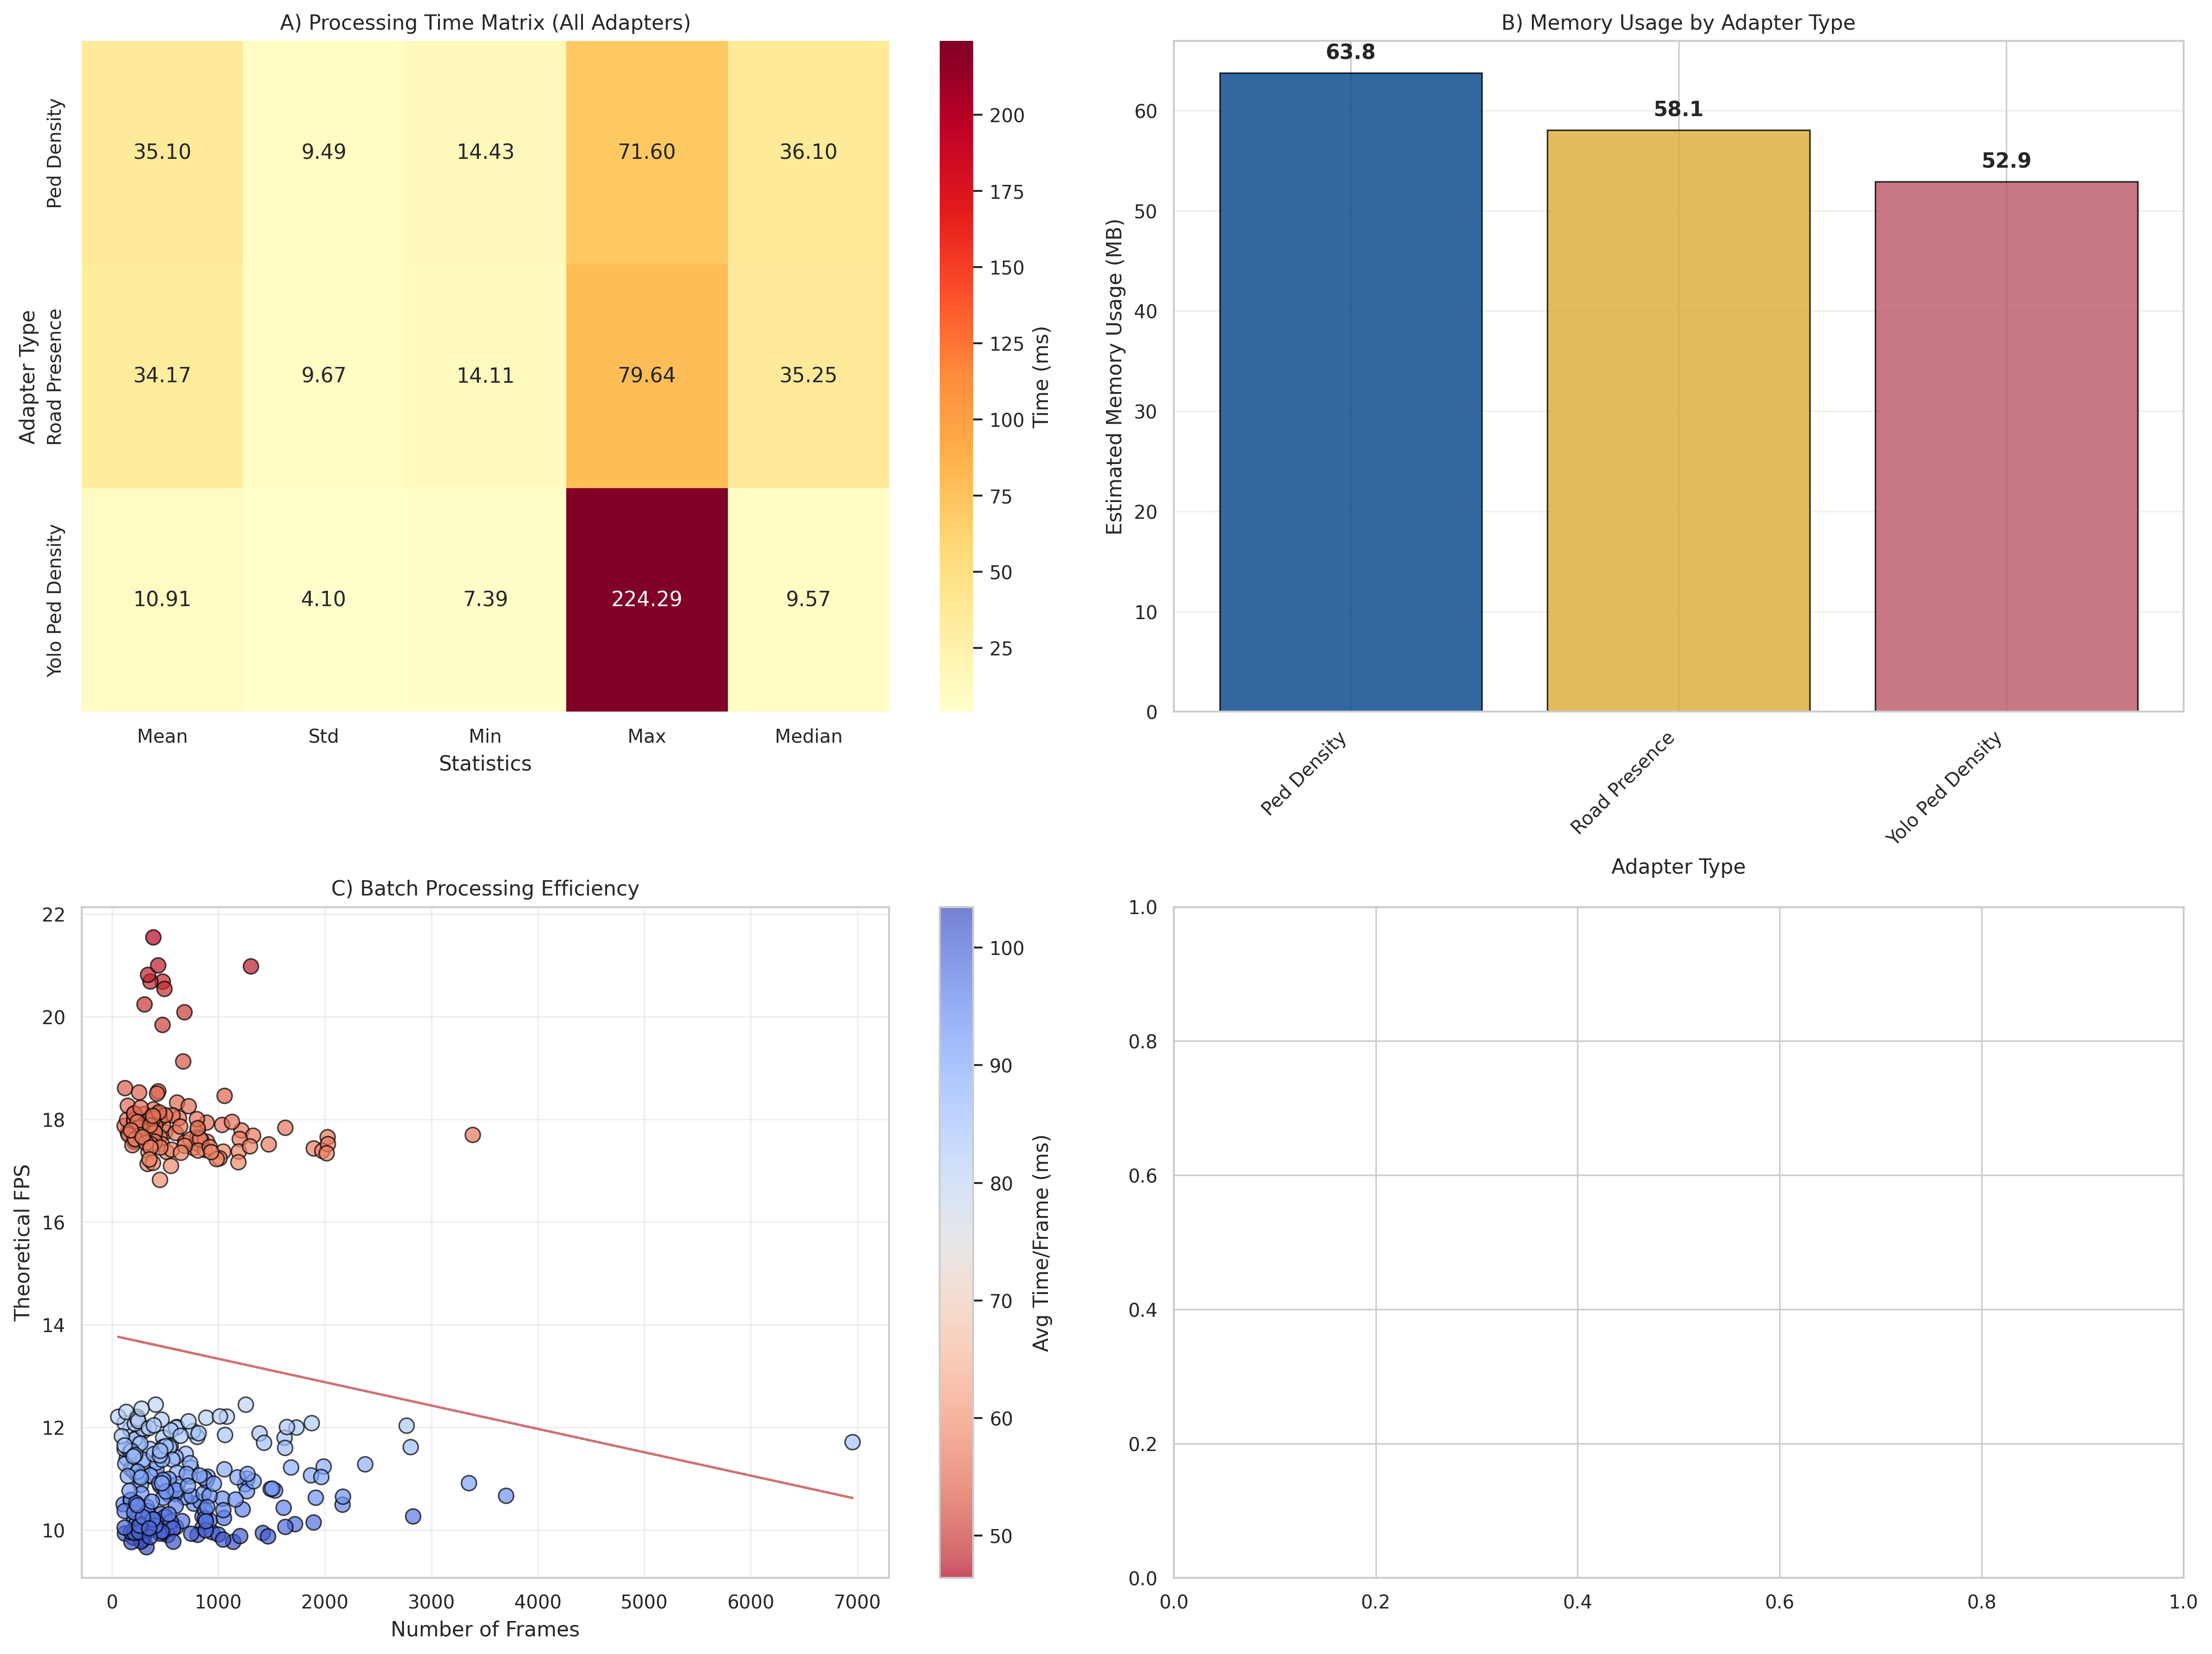 A) Processing Time Matrix (All Adapters)
Adapter Type
Ped Density
Road Presence
Yolo Ped Density
35.10 9.49 14.43 71.60 36.10
34.17 9.67 14.11 79.64 35.25
10.91 4.10 7.39 224.29 9.57
Mean Std Min Max Median
Statistics
200
175
150
125
100
75
50
25
Time (ms)
B) Memory Usage by Adapter Type
Estimated Memory Usage (MB)
60
50
40
30
20
10
0
63.8
58.1
52.9
Ped Density
Road Presence
Yolo Ped Density
Adapter Type
C) Batch Processing Efficiency
Theoretical FPS
22
20
18
16
14
12
10
0 1000 2000 3000 4000 5000 6000 7000
Number of Frames
100
90
80
70
60
50
Avg Time/Frame (ms)
1.0
0.8
0.6
0.4
0.2
0.0
0.0 0.2 0.4 0.6 0.8 1.0